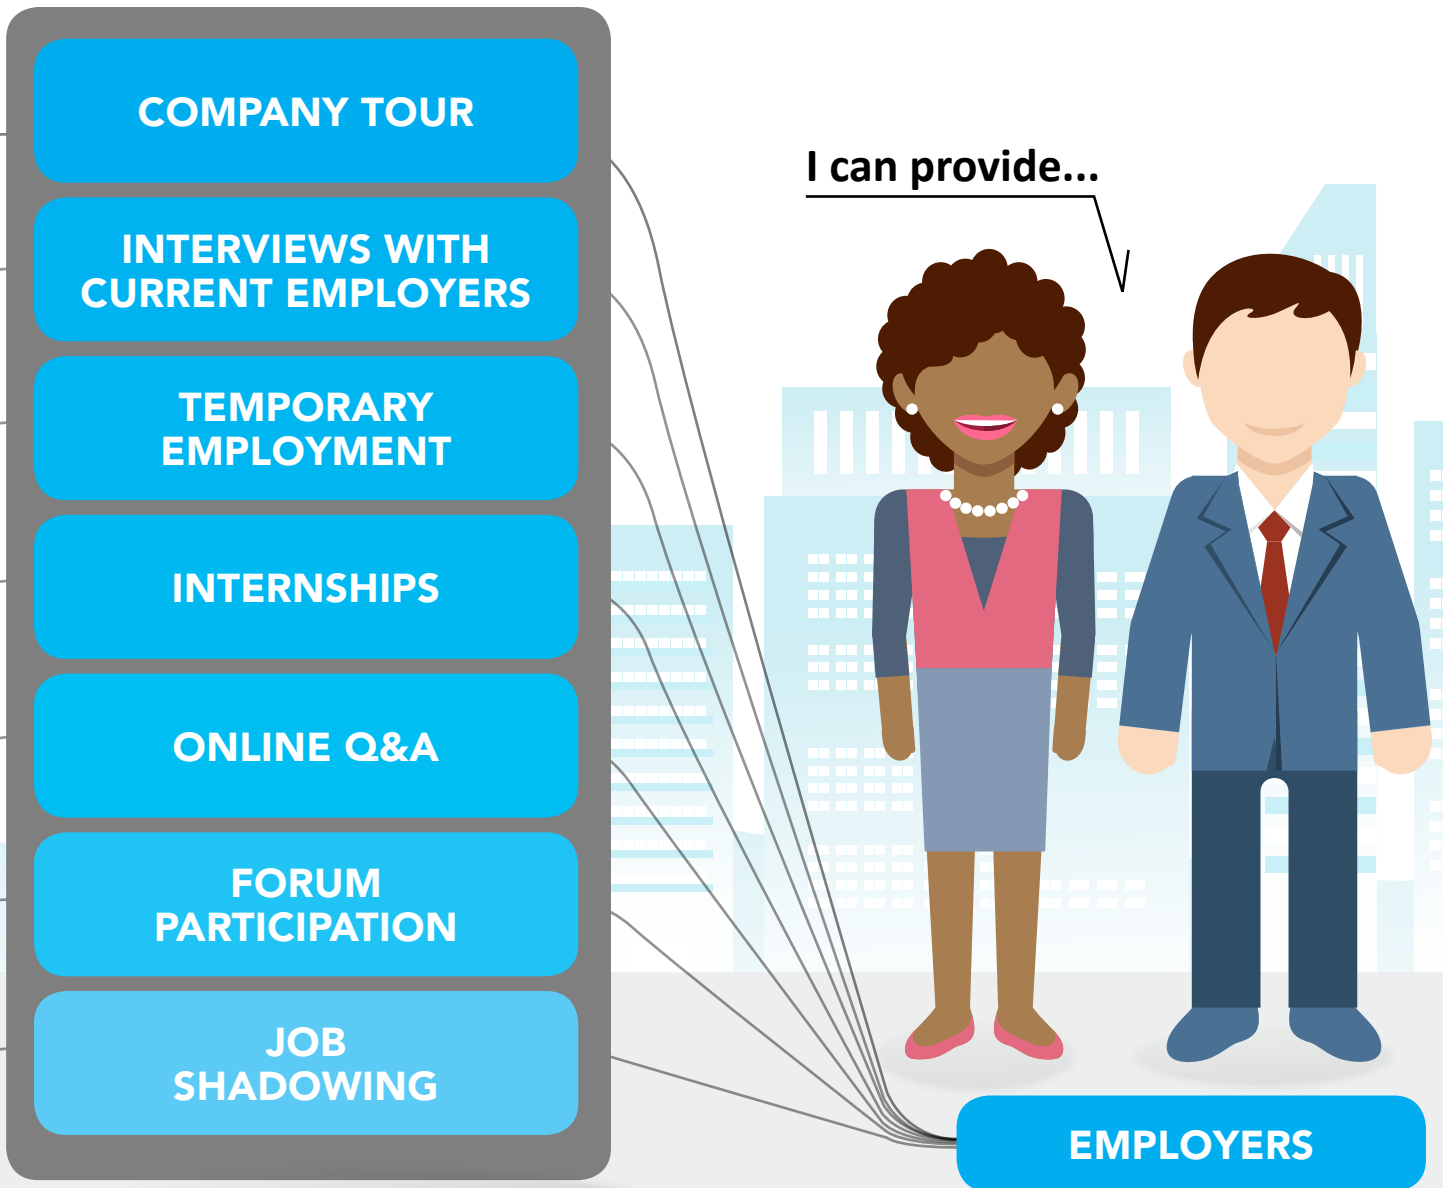 COMPANY TOUR
INTERVIEWS WITH
CURRENT EMPLOYERS
TEMPORARY
EMPLOYMENT
INTERNSHIPS
ONLINE Q&A
FORUM
PARTICIPATION
JOB
SHADOWING
I can provide...
EMPLOYERS